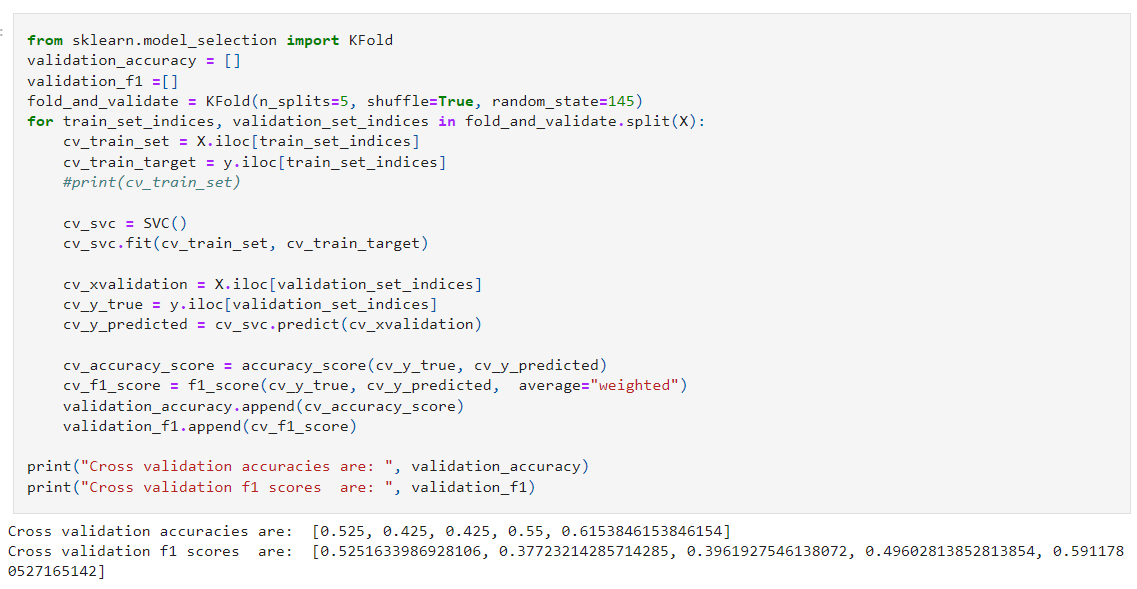 from sklearn.model_selection import KFold
validation_accuracy = []
validation_f1 =[]
fold_and_validate = KFold(n_splits=5, shuffle=True, random_state=145)
for train_set_indices, validation_set_indices in fold_and_validate.split(X):
    cv_train_set = X.iloc[train_set_indices]
    cv_train_target = y.iloc[train_set_indices]
    #print(cv_train_set)

    cv_svc = SVC()
    cv_svc.fit(cv_train_set, cv_train_target)

    cv_xvalidation = X.iloc[validation_set_indices]
    cv_y_true = y.iloc[validation_set_indices]
    cv_y_predicted = cv_svc.predict(cv_xvalidation)

    cv_accuracy_score = accuracy_score(cv_y_true, cv_y_predicted)
    cv_f1_score = f1_score(cv_y_true, cv_y_predicted,  average="weighted")
    validation_accuracy.append(cv_accuracy_score)
    validation_f1.append(cv_f1_score)

print("Cross validation accuracies are: ", validation_accuracy)
print("Cross validation f1 scores  are: ", validation_f1)
Cross validation accuracies are:  [0.525, 0.425, 0.425, 0.55, 0.6153846153846154]
Cross validation f1 scores  are:  [0.5251633986928106, 0.37723214285714285, 0.3961927546138072, 0.49602813852813854, 0.591178
0527165142]